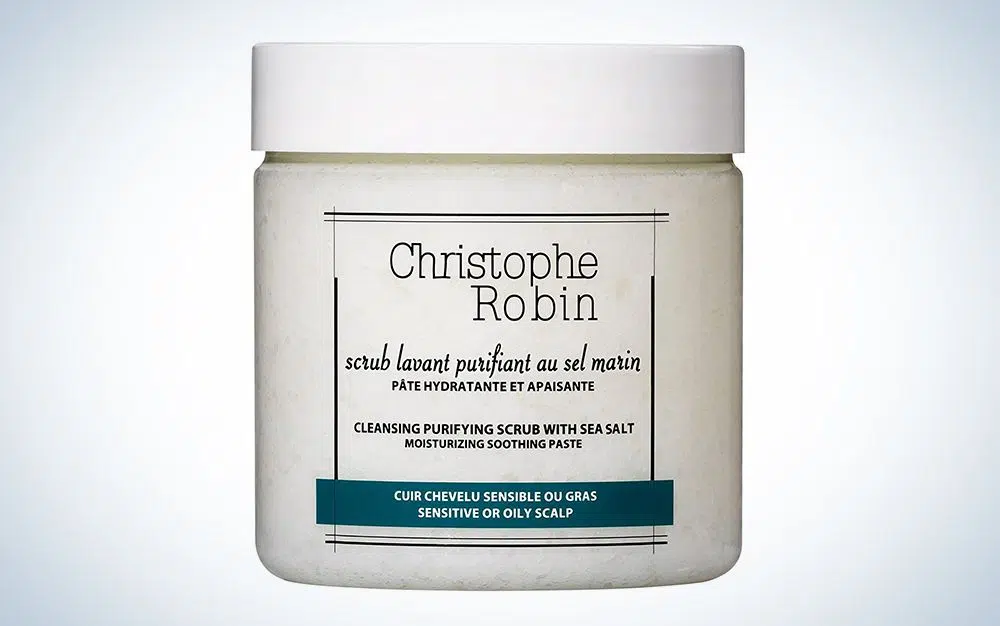 Christophe
Robin
scrub lavant purifiant au sel marin
PÂTE HYDRATANTE ET APAISANTE
CLEANSING PURIFYING SCRUB WITH SEA SALT
MOISTURIZING SOOTHING PASTE
CUIR CHEVELU SENSIBLE OU GRAS
SENSITIVE OR OILY SCALP